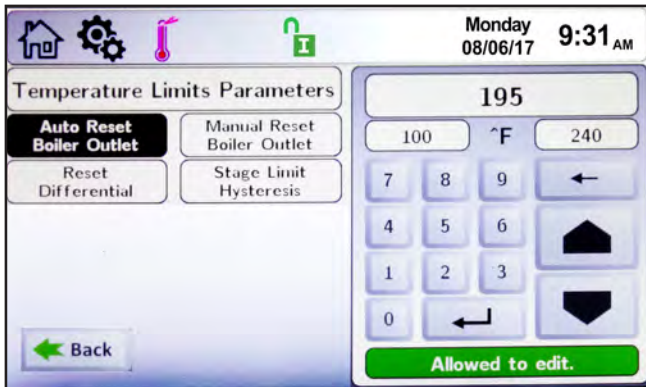 I
Monday
08/06/17
9:31 AM
Temperature Limits Parameters
Auto Reset
Boiler Outlet
Manual Reset
Boiler Outlet
Reset
Differential
Stage Limit
Hysteresis
Back
195
100 ˆF 240
7 8 9
4 5 6
1 2 3
0
Allowed to edit.